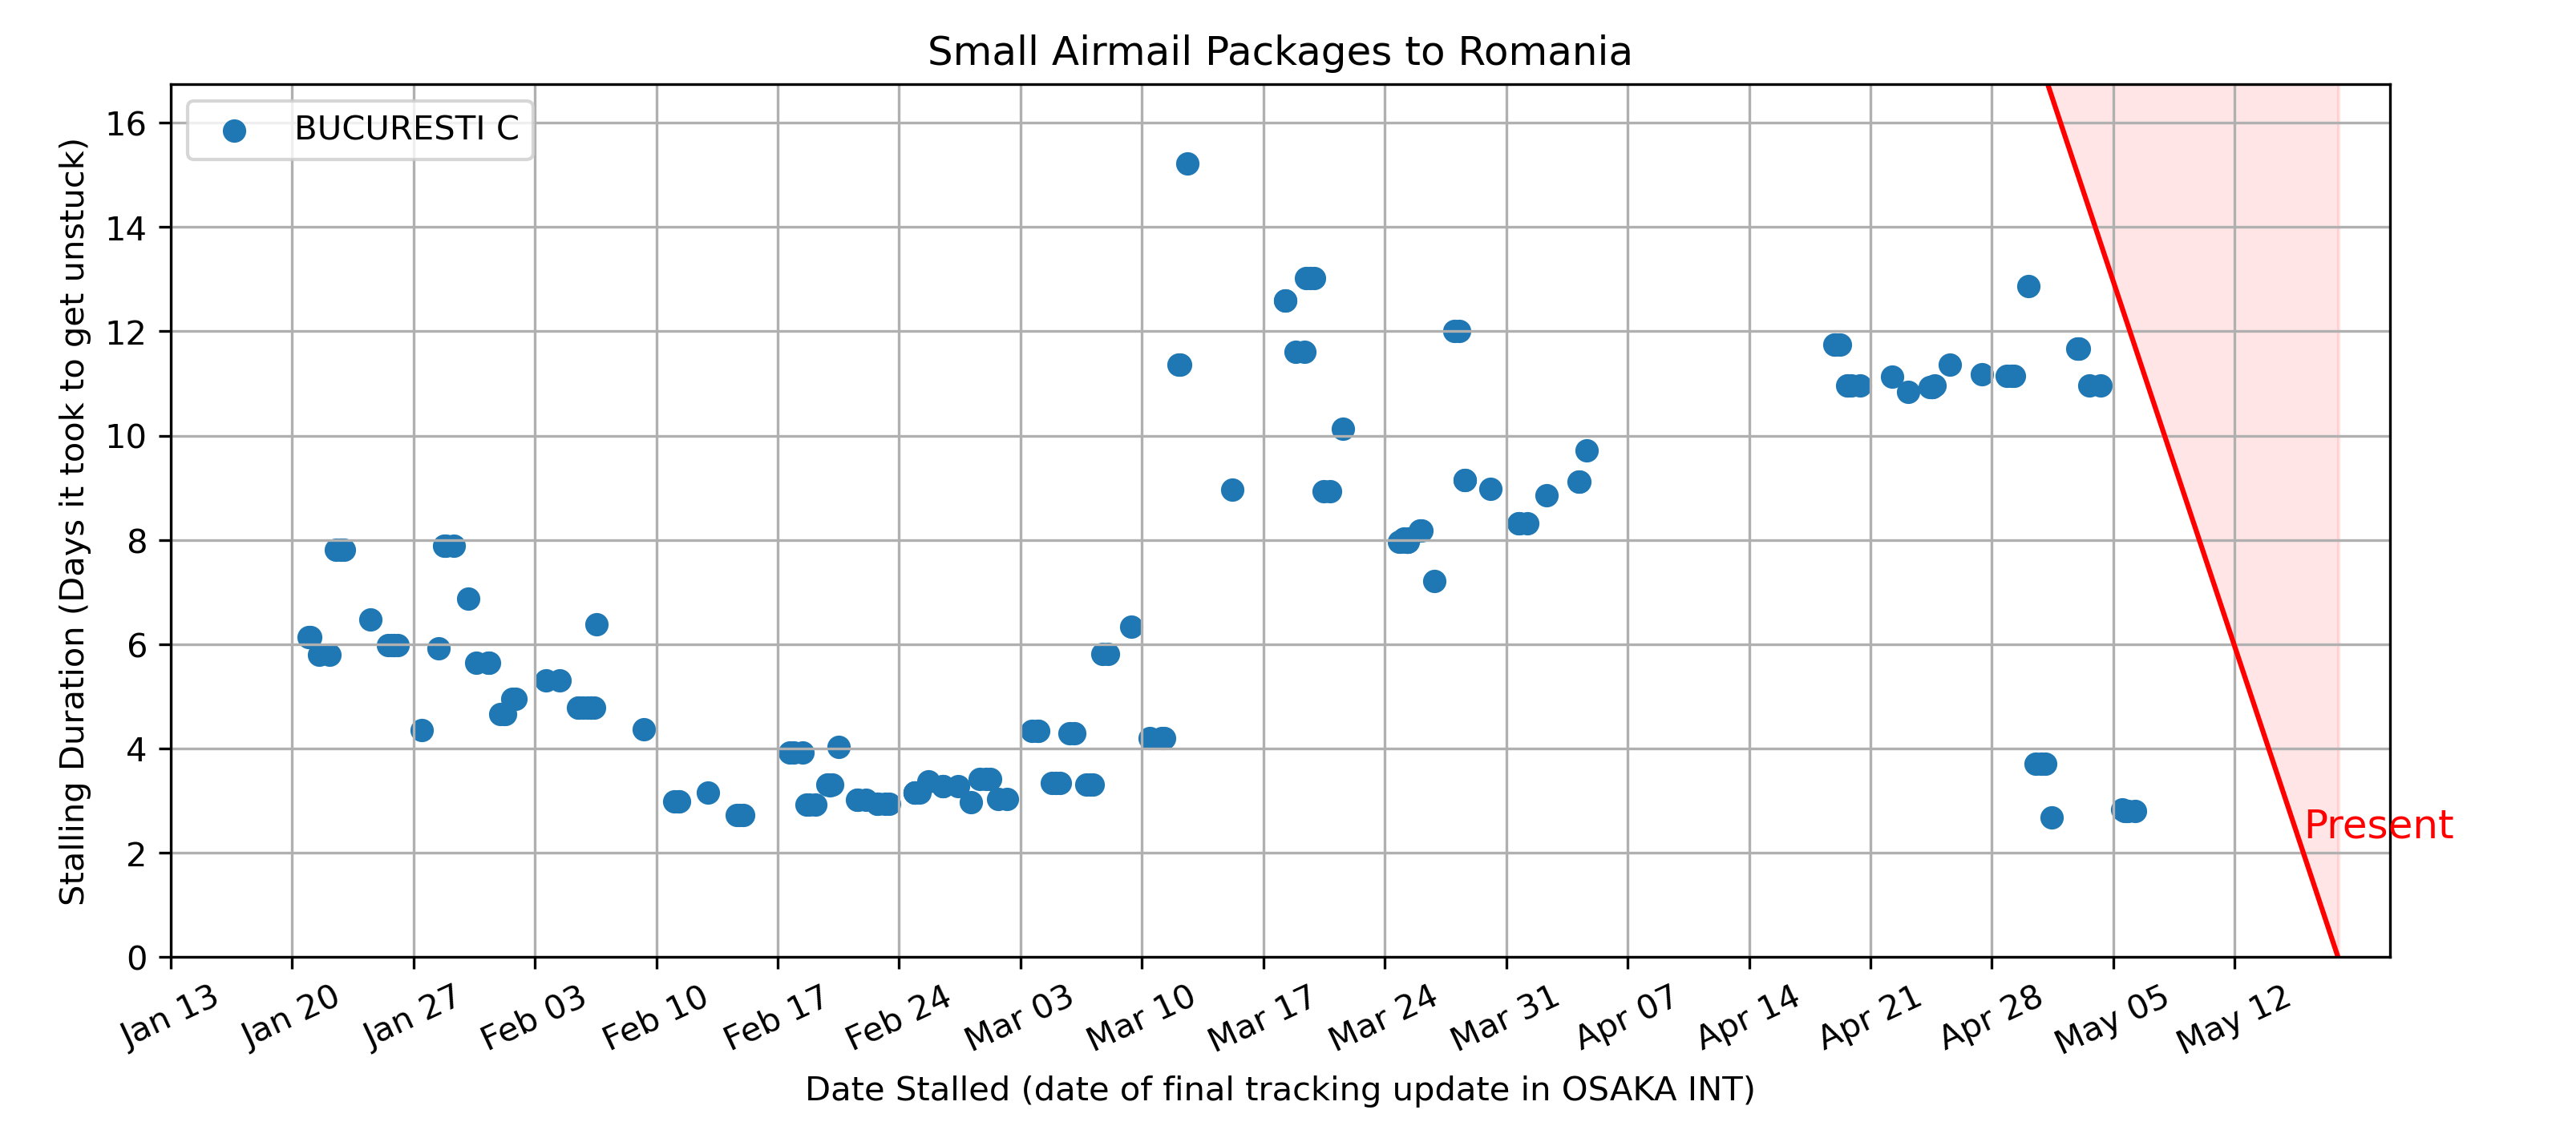 Small Airmail Packages to Romania
BUCURESTI C
Stalling Duration (Days it took to get unstuck)
16
14
12
10
8
6
4
2
0
Present
Jan 13
Jan 20
Jan 27
Feb 03
Feb 10
Feb 17
Feb 24
Mar 03
Mar 10
Mar 17
Mar 24
Mar 31
Apr 07
Apr 14
Apr 21
Apr 28
May 05
May 12
Date Stalled (date of final tracking update in OSAKA INT)